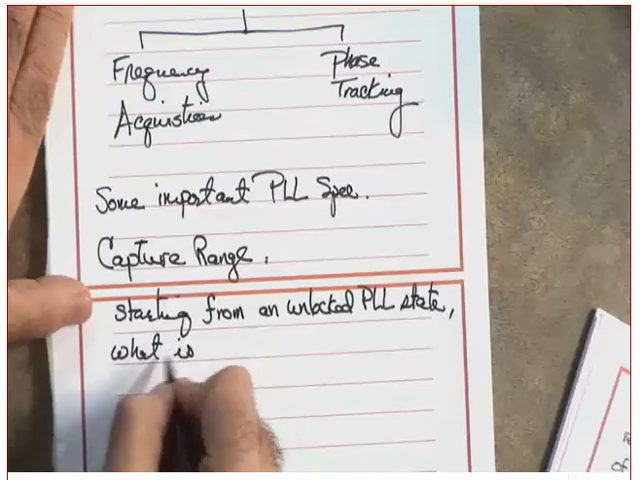 Frequency
Phase
Tracking
Acquistion
Some important PLL Spec.
Capture Range.
Starting from an unlocked PLL state,
what is